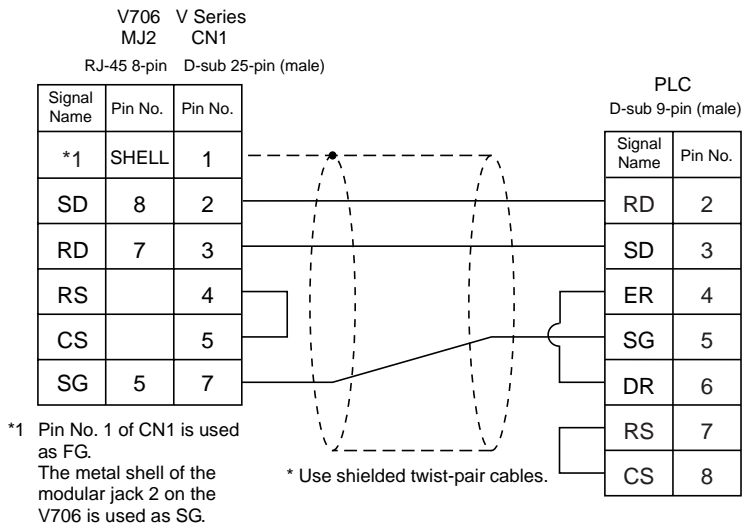 V706 V Series
MJ2 CN1
RJ-45 8-pin D-sub 25-pin (male)
Signal Name Pin No. Pin No.
*1 SHELL 1
SD 8 2
RD 7 3
RS 4
CS 5
SG 5 7
PLC
D-sub 9-pin (male)
Signal Name Pin No.
RD 2
SD 3
ER 4
SG 5
DR 6
RS 7
CS 8
* Use shielded twist-pair cables.
*1 Pin No. 1 of CN1 is used
as FG.
The metal shell of the
modular jack 2 on the
V706 is used as SG.